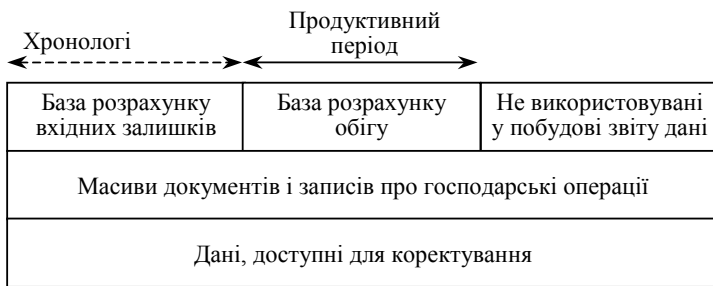 Продуктивний
період
Хронологі
База розрахунку
вхідних залишків
База розрахунку
обігу
Не використовувані
у побудові звіту дані
Масиви документів і записів про господарські операції
Дані, доступні для коректування